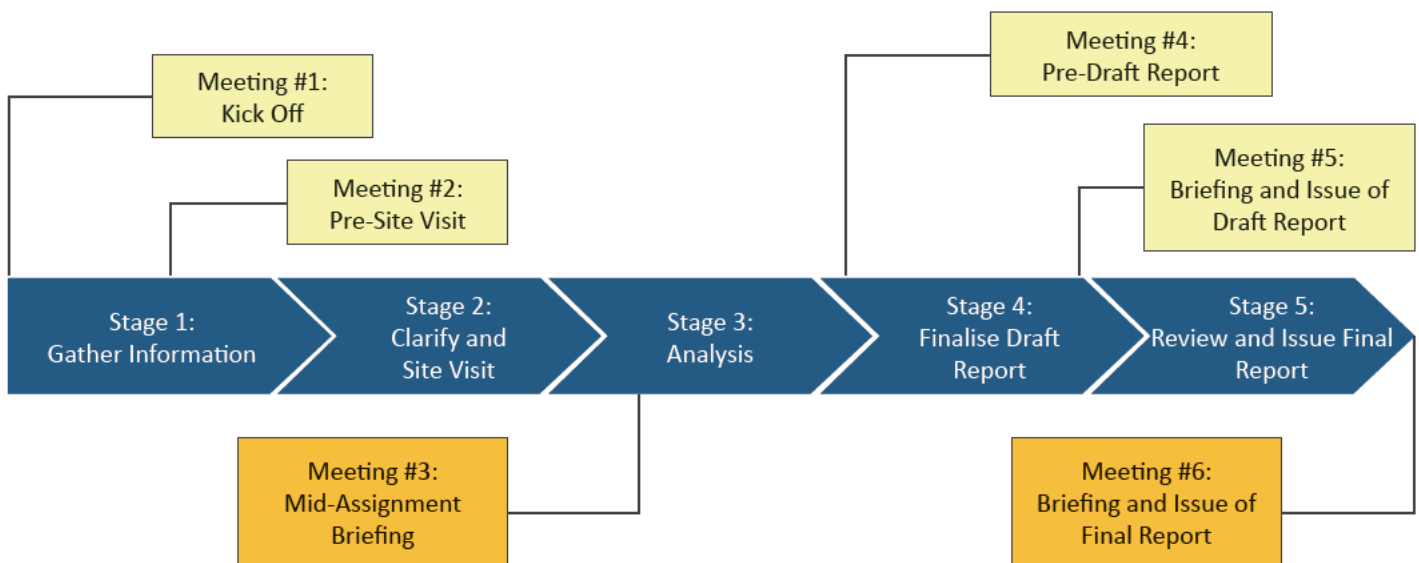 Meeting #1:
Kick Off
Meeting #2:
Pre-Site Visit
Meeting #4:
Pre-Draft Report
Meeting #5:
Briefing and Issue of
Draft Report
Stage 1:
Gather Information
Stage 2:
Clarify and
Site Visit
Stage 3:
Analysis
Stage 4:
Finalise Draft
Report
Stage 5:
Review and Issue Final
Report
Meeting #3:
Mid-Assignment
Briefing
Meeting #6:
Briefing and Issue of
Final Report